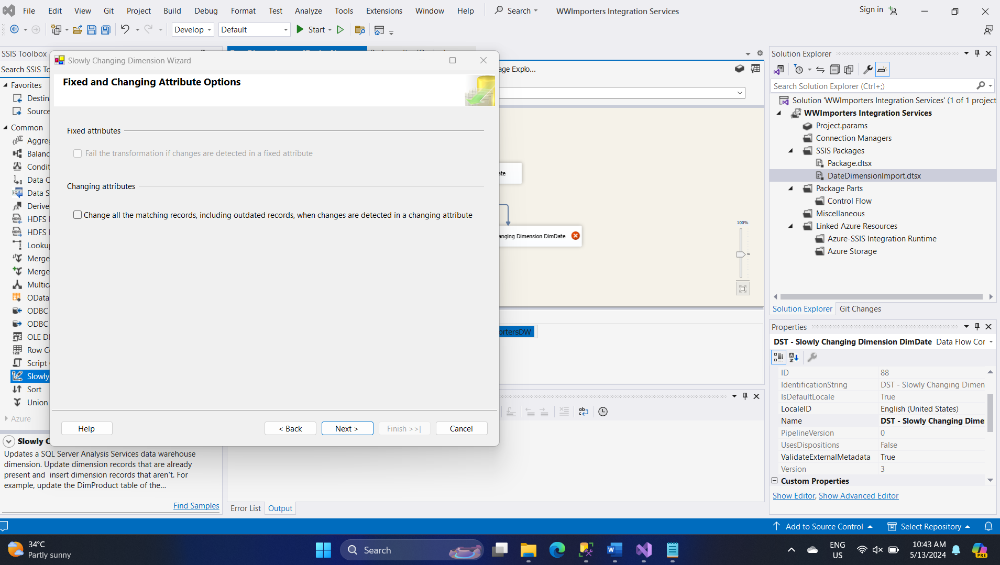 File Edit View Git Project Build Debug Format Test Analyze Tools Extensions Window Help Search WWImporters Integration Services Sign in
Develop Default Start
SSIS Toolbox
Search SSIS To
Favorites
Destin
Source
Common
Aggre
Balanc
Condit
Data C
Data S
Derive
HDFS
HDFS
Looku
Merge
Merge
Multic
OData
ODBC
ODBC
OLE D
Row C
Script
Slowly
Sort
Union
Azure
Slowly C
Updates a SQL Server Analysis Services data warehouse
dimension. Update dimension records that are already
present and insert dimension records that aren't. For
example, update the DimProduct table of the...
Find Samples
Slowly Changing Dimension Wizard
Fixed and Changing Attribute Options
Fixed attributes
Fail the transformation if changes are detected in a fixed attribute
Changing attributes
Change all the matching records, including outdated records, when changes are detected in a changing attribute
Help < Back Next > Finish >>| Cancel
age Explo...
ate
anging Dimension DimDate
100%
ortersDW
Error List Output
Solution Explorer
Search Solution Explorer (Ctrl+;)
Solution 'WWImporters Integration Services' (1 of 1 project
WWImporters Integration Services
Project.params
Connection Managers
SSIS Packages
Package.dtsx
DateDimensionImport.dtsx
Package Parts
Control Flow
Miscellaneous
Linked Azure Resources
Azure-SSIS Integration Runtime
Azure Storage
Solution Explorer Git Changes
Properties
DST - Slowly Changing Dimension DimDate Data Flow Cor
ID 88
IdentificationString DST - Slowly Changing Dimen
IsDefaultLocale True
LocaleID English (United States)
Name DST - Slowly Changing Dime
PipelineVersion 0
UsesDispositions False
ValidateExternalMetadata True
Version 3
Custom Properties
Show Editor, Show Advanced Editor
Add to Source Control Select Repository
34°C
Partly sunny
Search
ENG
US
10:43 AM
5/13/2024
PRE